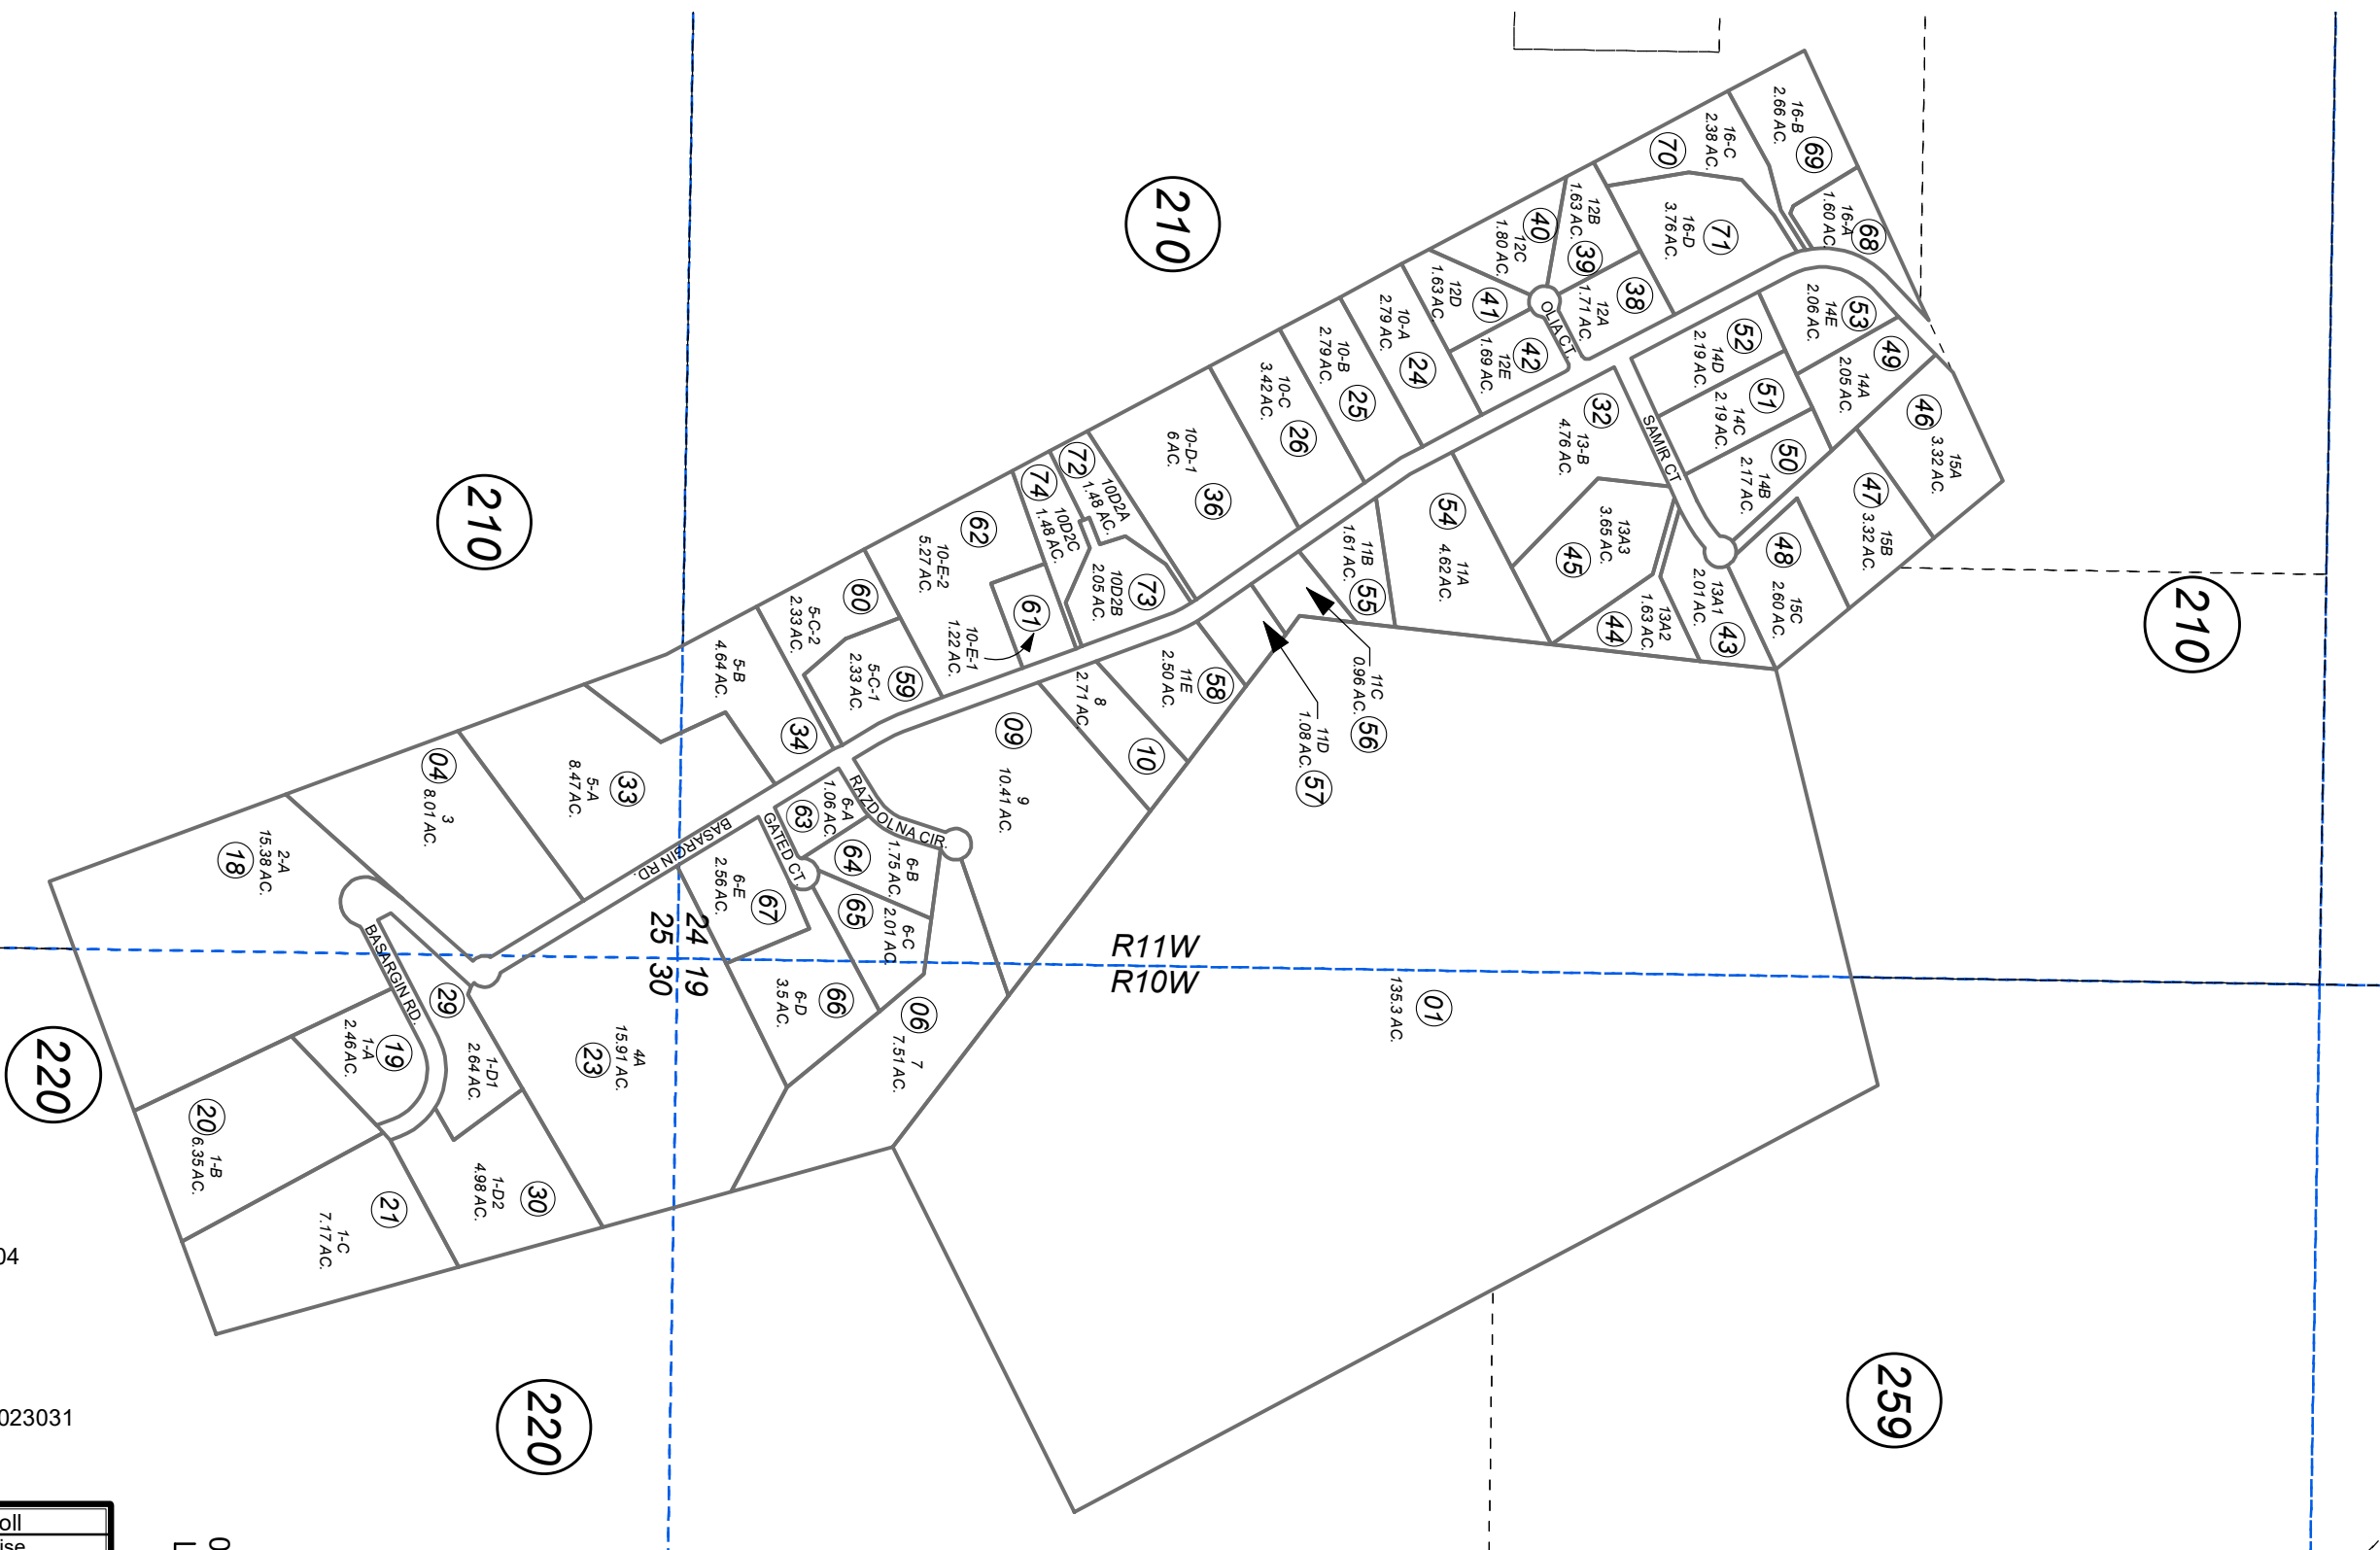 210
210
210
220
220
259
R11W
R10W
24
19
25
30
16-B
2.66 AC.
69
16-A
1.60 AC.
68
16-C
2.38 AC.
70
16-D
3.76 AC.
71
12B
1.63 AC.
39
12C
1.80 AC.
40
12A
1.71 AC.
38
12D
1.63 AC.
41
12E
1.69 AC.
42
OLIA CT.
14E
2.06 AC.
53
14A
2.05 AC.
49
14D
2.19 AC.
52
14C
2.19 AC.
51
14B
2.17 AC.
50
15A
3.32 AC.
46
15B
3.32 AC.
47
15C
2.60 AC.
48
SAMIR CT
13-B
4.76 AC.
32
13A3
3.65 AC.
45
13A1
2.01 AC.
43
13A2
1.63 AC.
44
10-A
2.79 AC.
24
10-B
2.79 AC.
25
10-C
3.42 AC.
26
10-D-1
6 AC.
36
11A
4.62 AC.
54
11B
1.61 AC.
55
11C
0.96 AC.
56
11D
1.08 AC.
57
11E
2.50 AC.
58
10D2A
1.48 AC.
72
10D2C
1.48 AC.
74
10D2B
2.05 AC.
73
10-E-2
5.27 AC.
62
10-E-1
1.22 AC.
61
8
2.71 AC.
10
9
10.41 AC.
09
5-C-2
2.33 AC.
60
5-C-1
2.33 AC.
59
5-B
4.64 AC.
34
5-A
8.47 AC.
33
3
8.01 AC.
04
2-A
15.38 AC.
18
RAZDOLNA CIR.
GATED CT.
BASARGIN RD.
BASARGIN RD.
6-A
1.06 AC.
63
6-B
1.75 AC.
64
6-C
2.01 AC.
65
6-D
3.5 AC.
66
6-E
2.56 AC.
67
7
7.51 AC.
06
135.3 AC.
01
4A
15.91 AC.
23
1-D1
2.64 AC.
29
1-A
2.46 AC.
19
1-B
6.35 AC.
20
1-C
7.17 AC.
21
1-D2
4.98 AC.
30
04
023031
oll
ise
0
L